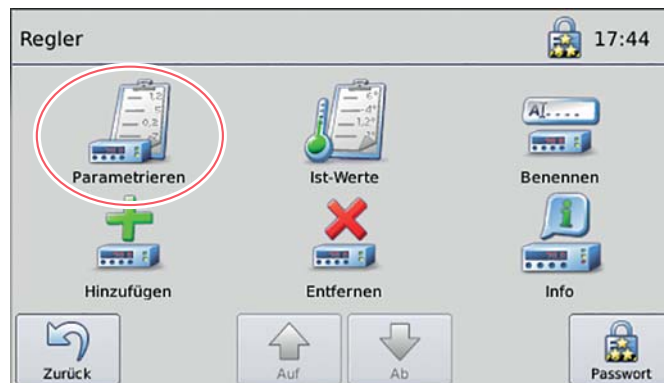 Regler 17:44
Parametrieren Ist-Werte Benennen
Hinzufügen Entfernen Info
Zurück Auf Ab Passwort